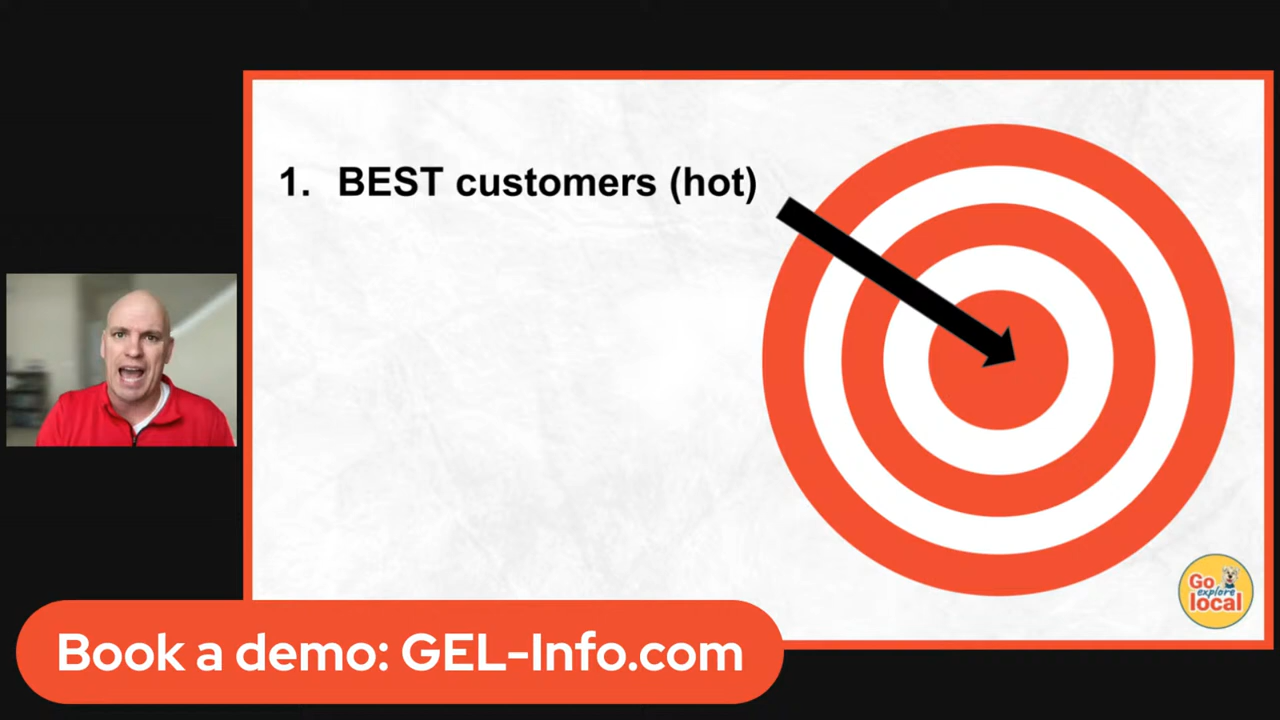 1. BEST customers (hot)
Go
explore
local
Book a demo: GEL-Info.com